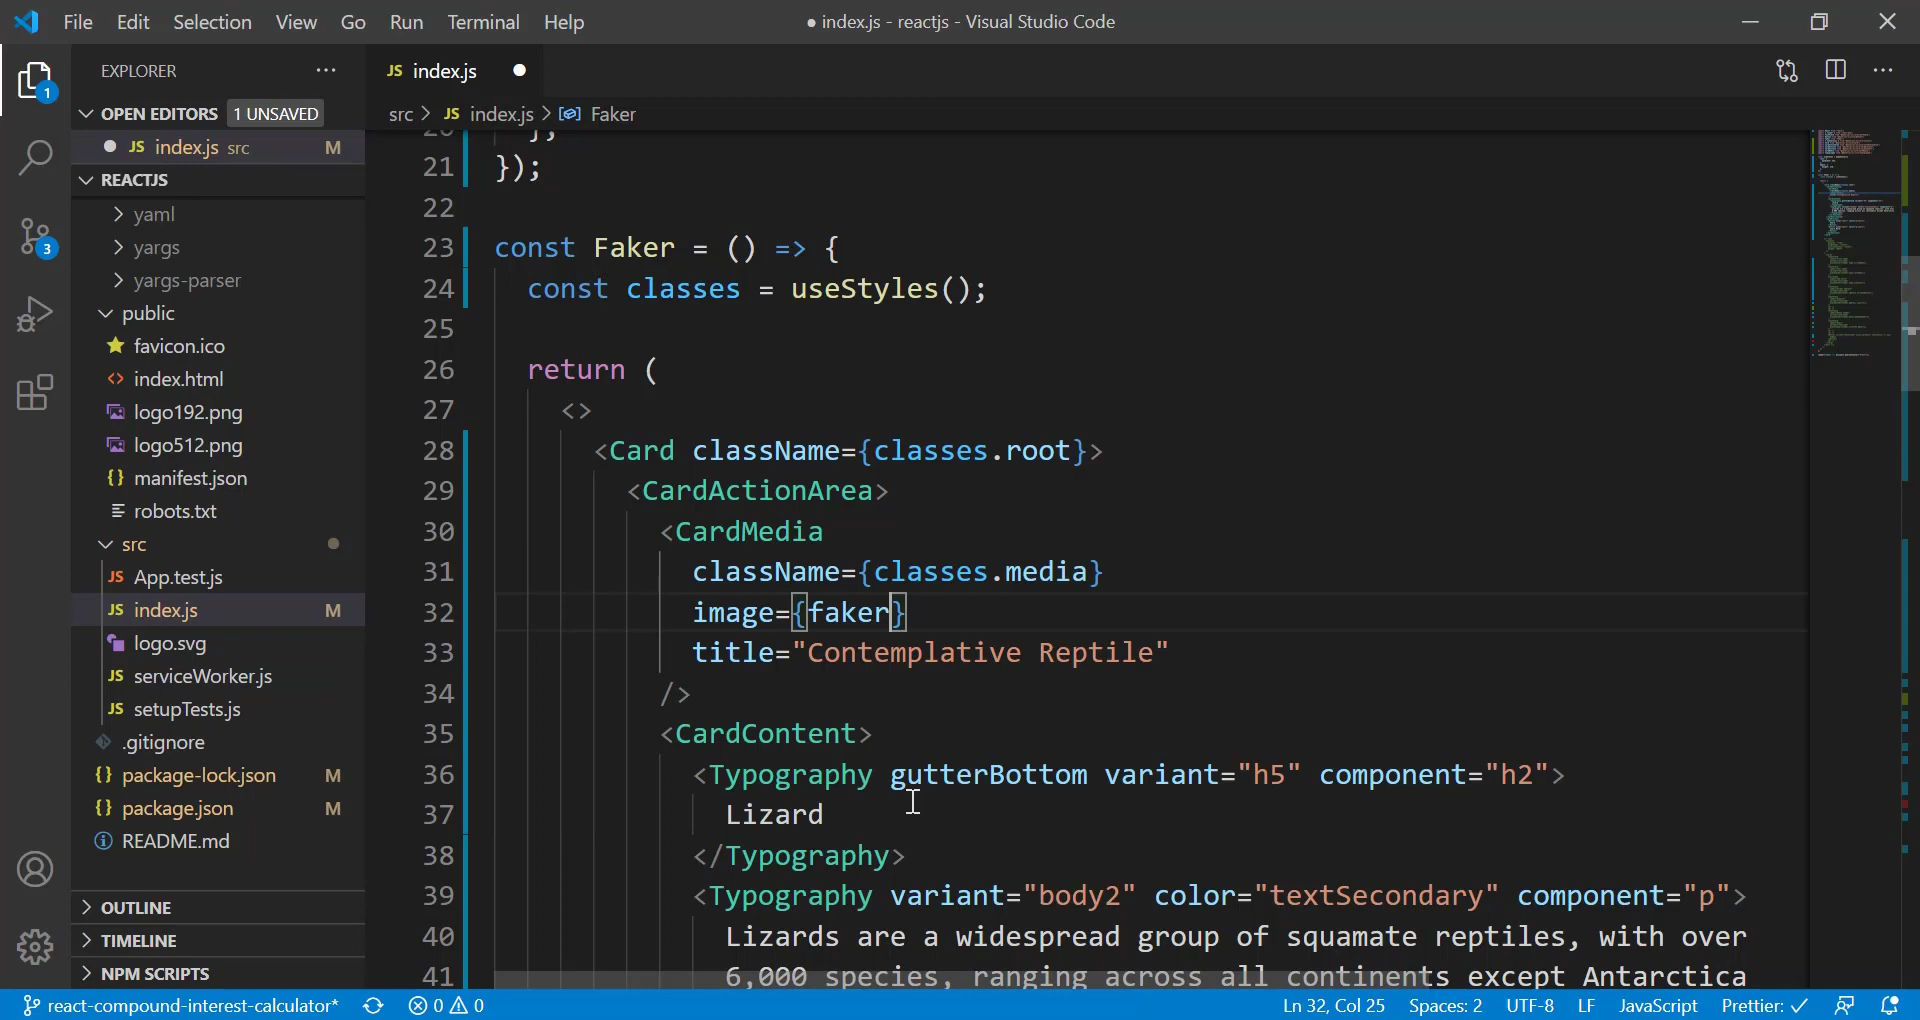 File Edit Selection View Go Run Terminal Help
● index.js - reactjs - Visual Studio Code
EXPLORER
OPEN EDITORS 1 UNSAVED
JS index.js src M
REACTJS
yaml
yargs
yargs-parser
public
favicon.ico
<> index.html
logo192.png
logo512.png
{} manifest.json
robots.txt
src
JS App.test.js
JS index.js M
logo.svg
JS serviceWorker.js
JS setupTests.js
.gitignore
{} package-lock.json M
{} package.json M
README.md
OUTLINE
TIMELINE
NPM SCRIPTS
1
3
JS index.js ●
src > JS index.js > Faker
20 };
21 });
22
23 const Faker = () => {
24 const classes = useStyles();
25
26 return (
27 <>
28 <Card className={classes.root}>
29 <CardActionArea>
30 <CardMedia
31 className={classes.media}
32 image={faker}
33 title="Contemplative Reptile"
34 />
35 <CardContent>
36 <Typography gutterBottom variant="h5" component="h2">
37 Lizard
38 </Typography>
39 <Typography variant="body2" color="textSecondary" component="p">
40 Lizards are a widespread group of squamate reptiles, with over
41 6,000 species, ranging across all continents except Antarctica
react-compound-interest-calculator* 0 0 Ln 32, Col 25 Spaces: 2 UTF-8 LF JavaScript Prettier: ✓